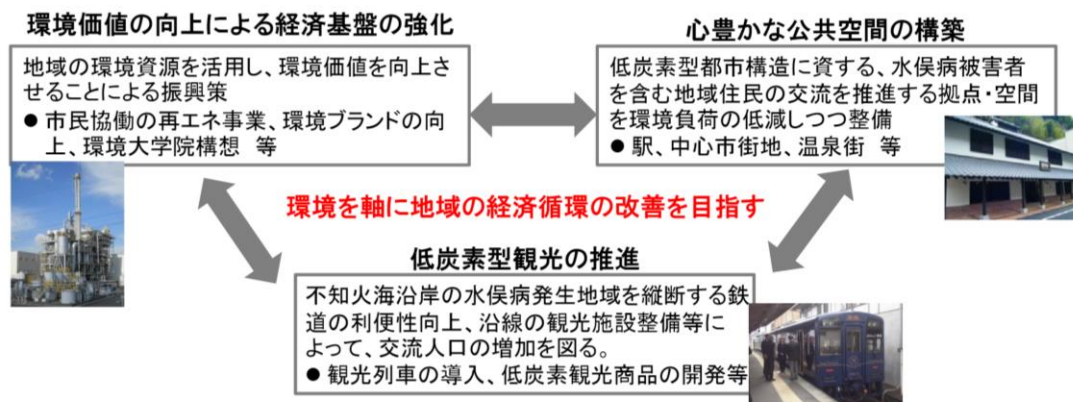 環境価値の向上による経済基盤の強化
地域の環境資源を活用し、環境価値を向上さ
せることによる振興策
● 市民協働の再エネ事業、環境ブランドの向
上、環境大学院構想 等
心豊かな公共空間の構築
低炭素型都市構造に資する、水俣病被害者
を含む地域住民の交流を推進する拠点・空間
を環境負荷の低減しつつ整備
● 駅、中心市街地、温泉街 等
環境を軸に地域の経済循環の改善を目指す
低炭素型観光の推進
不知火海沿岸の水俣病発生地域を縦断する鉄
道の利便性向上、沿線の観光施設整備等に
よって、交流人口の増加を図る。
● 観光列車の導入、低炭素観光商品の開発等